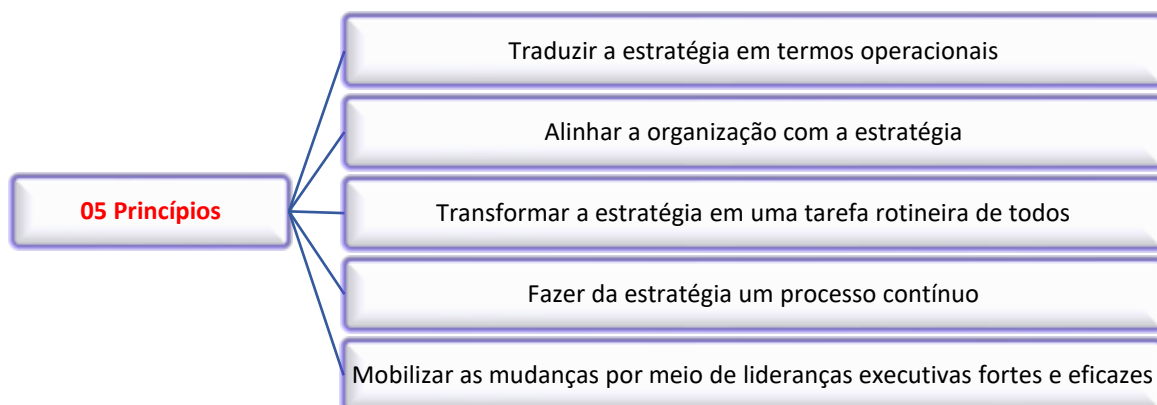 Traduzir a estratégia em termos operacionais
Alinhar a organização com a estratégia
05 Princípios
Transformar a estratégia em uma tarefa rotineira de todos
Fazer da estratégia um processo contínuo
Mobilizar as mudanças por meio de lideranças executivas fortes e eficazes